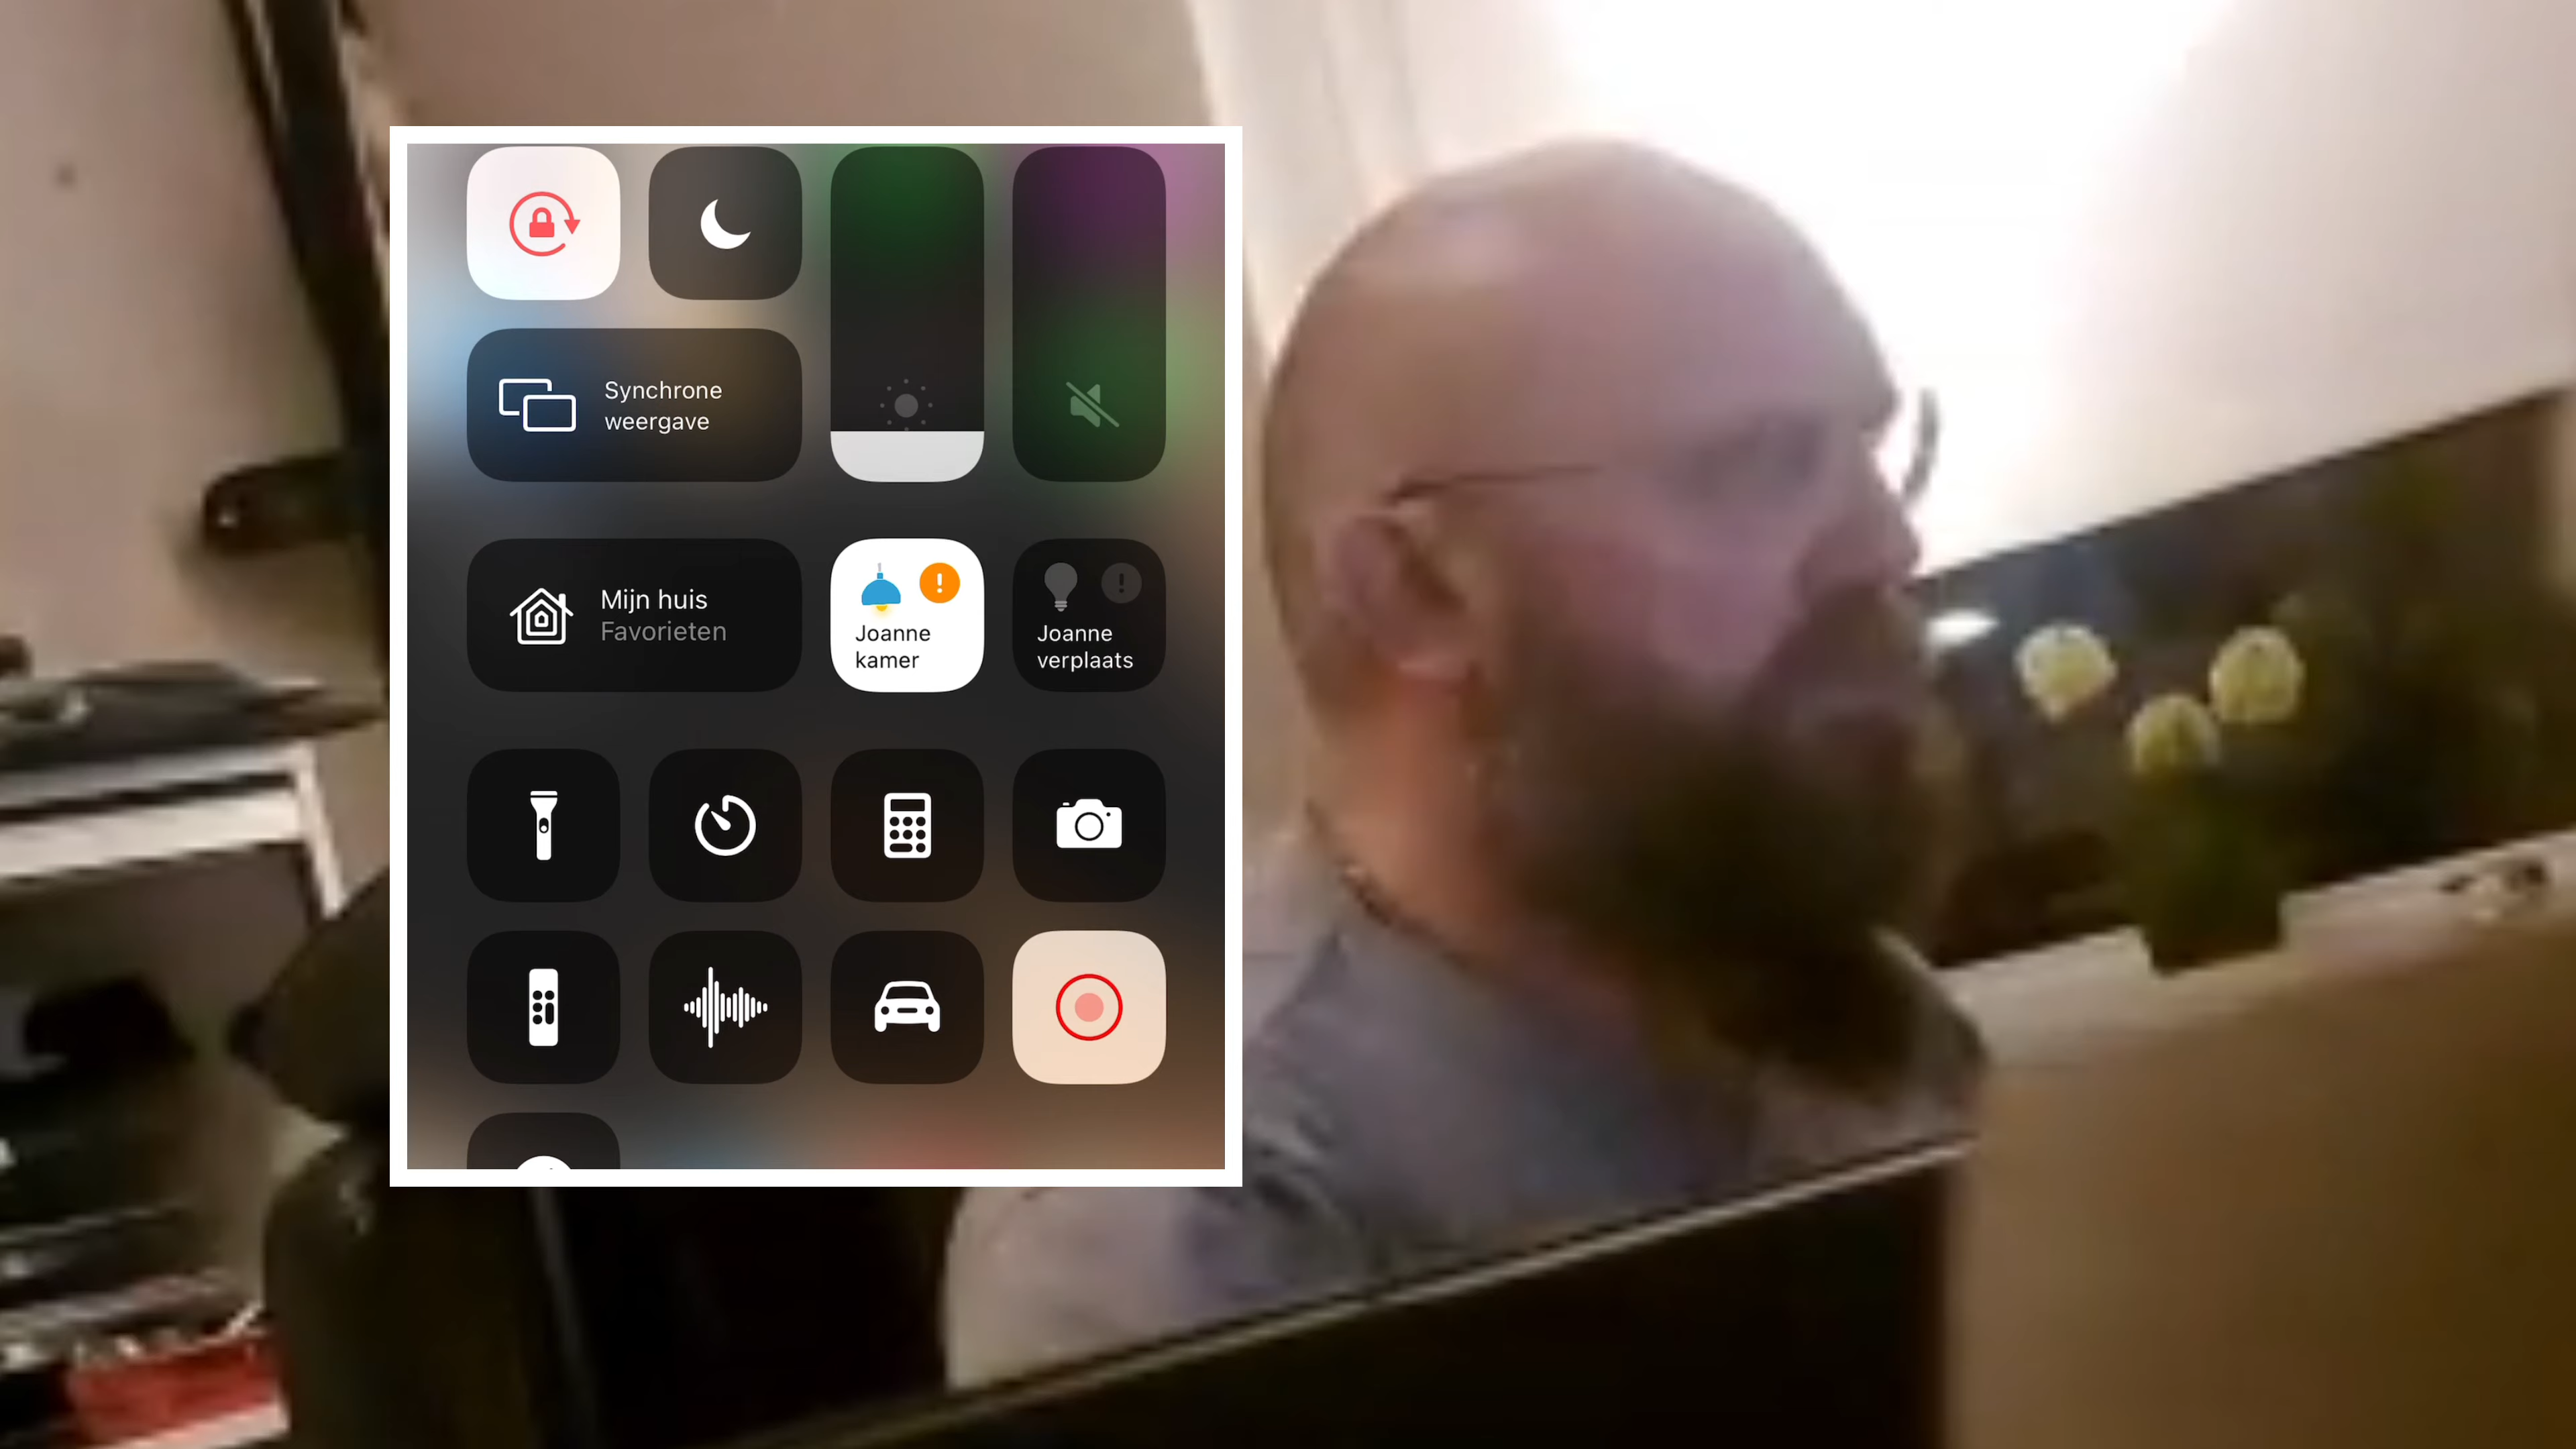 Synchrone
weergave
Mijn huis
Favorieten
Joanne
kamer
Joanne
verplaats